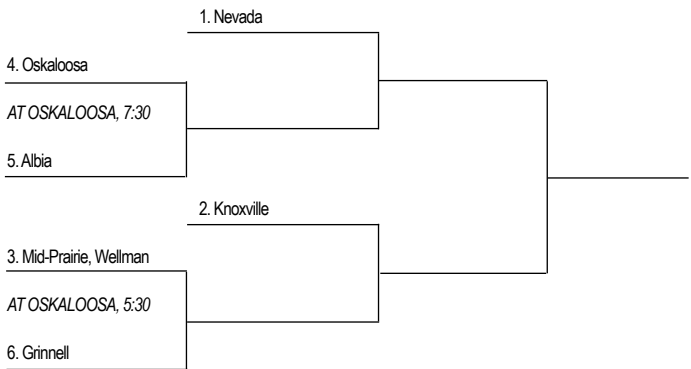 1. Nevada
4. Oskaloosa
AT OSKALOOSA, 7:30
5. Albia
2. Knoxville
3. Mid-Prairie, Wellman
AT OSKALOOSA, 5:30
6. Grinnell